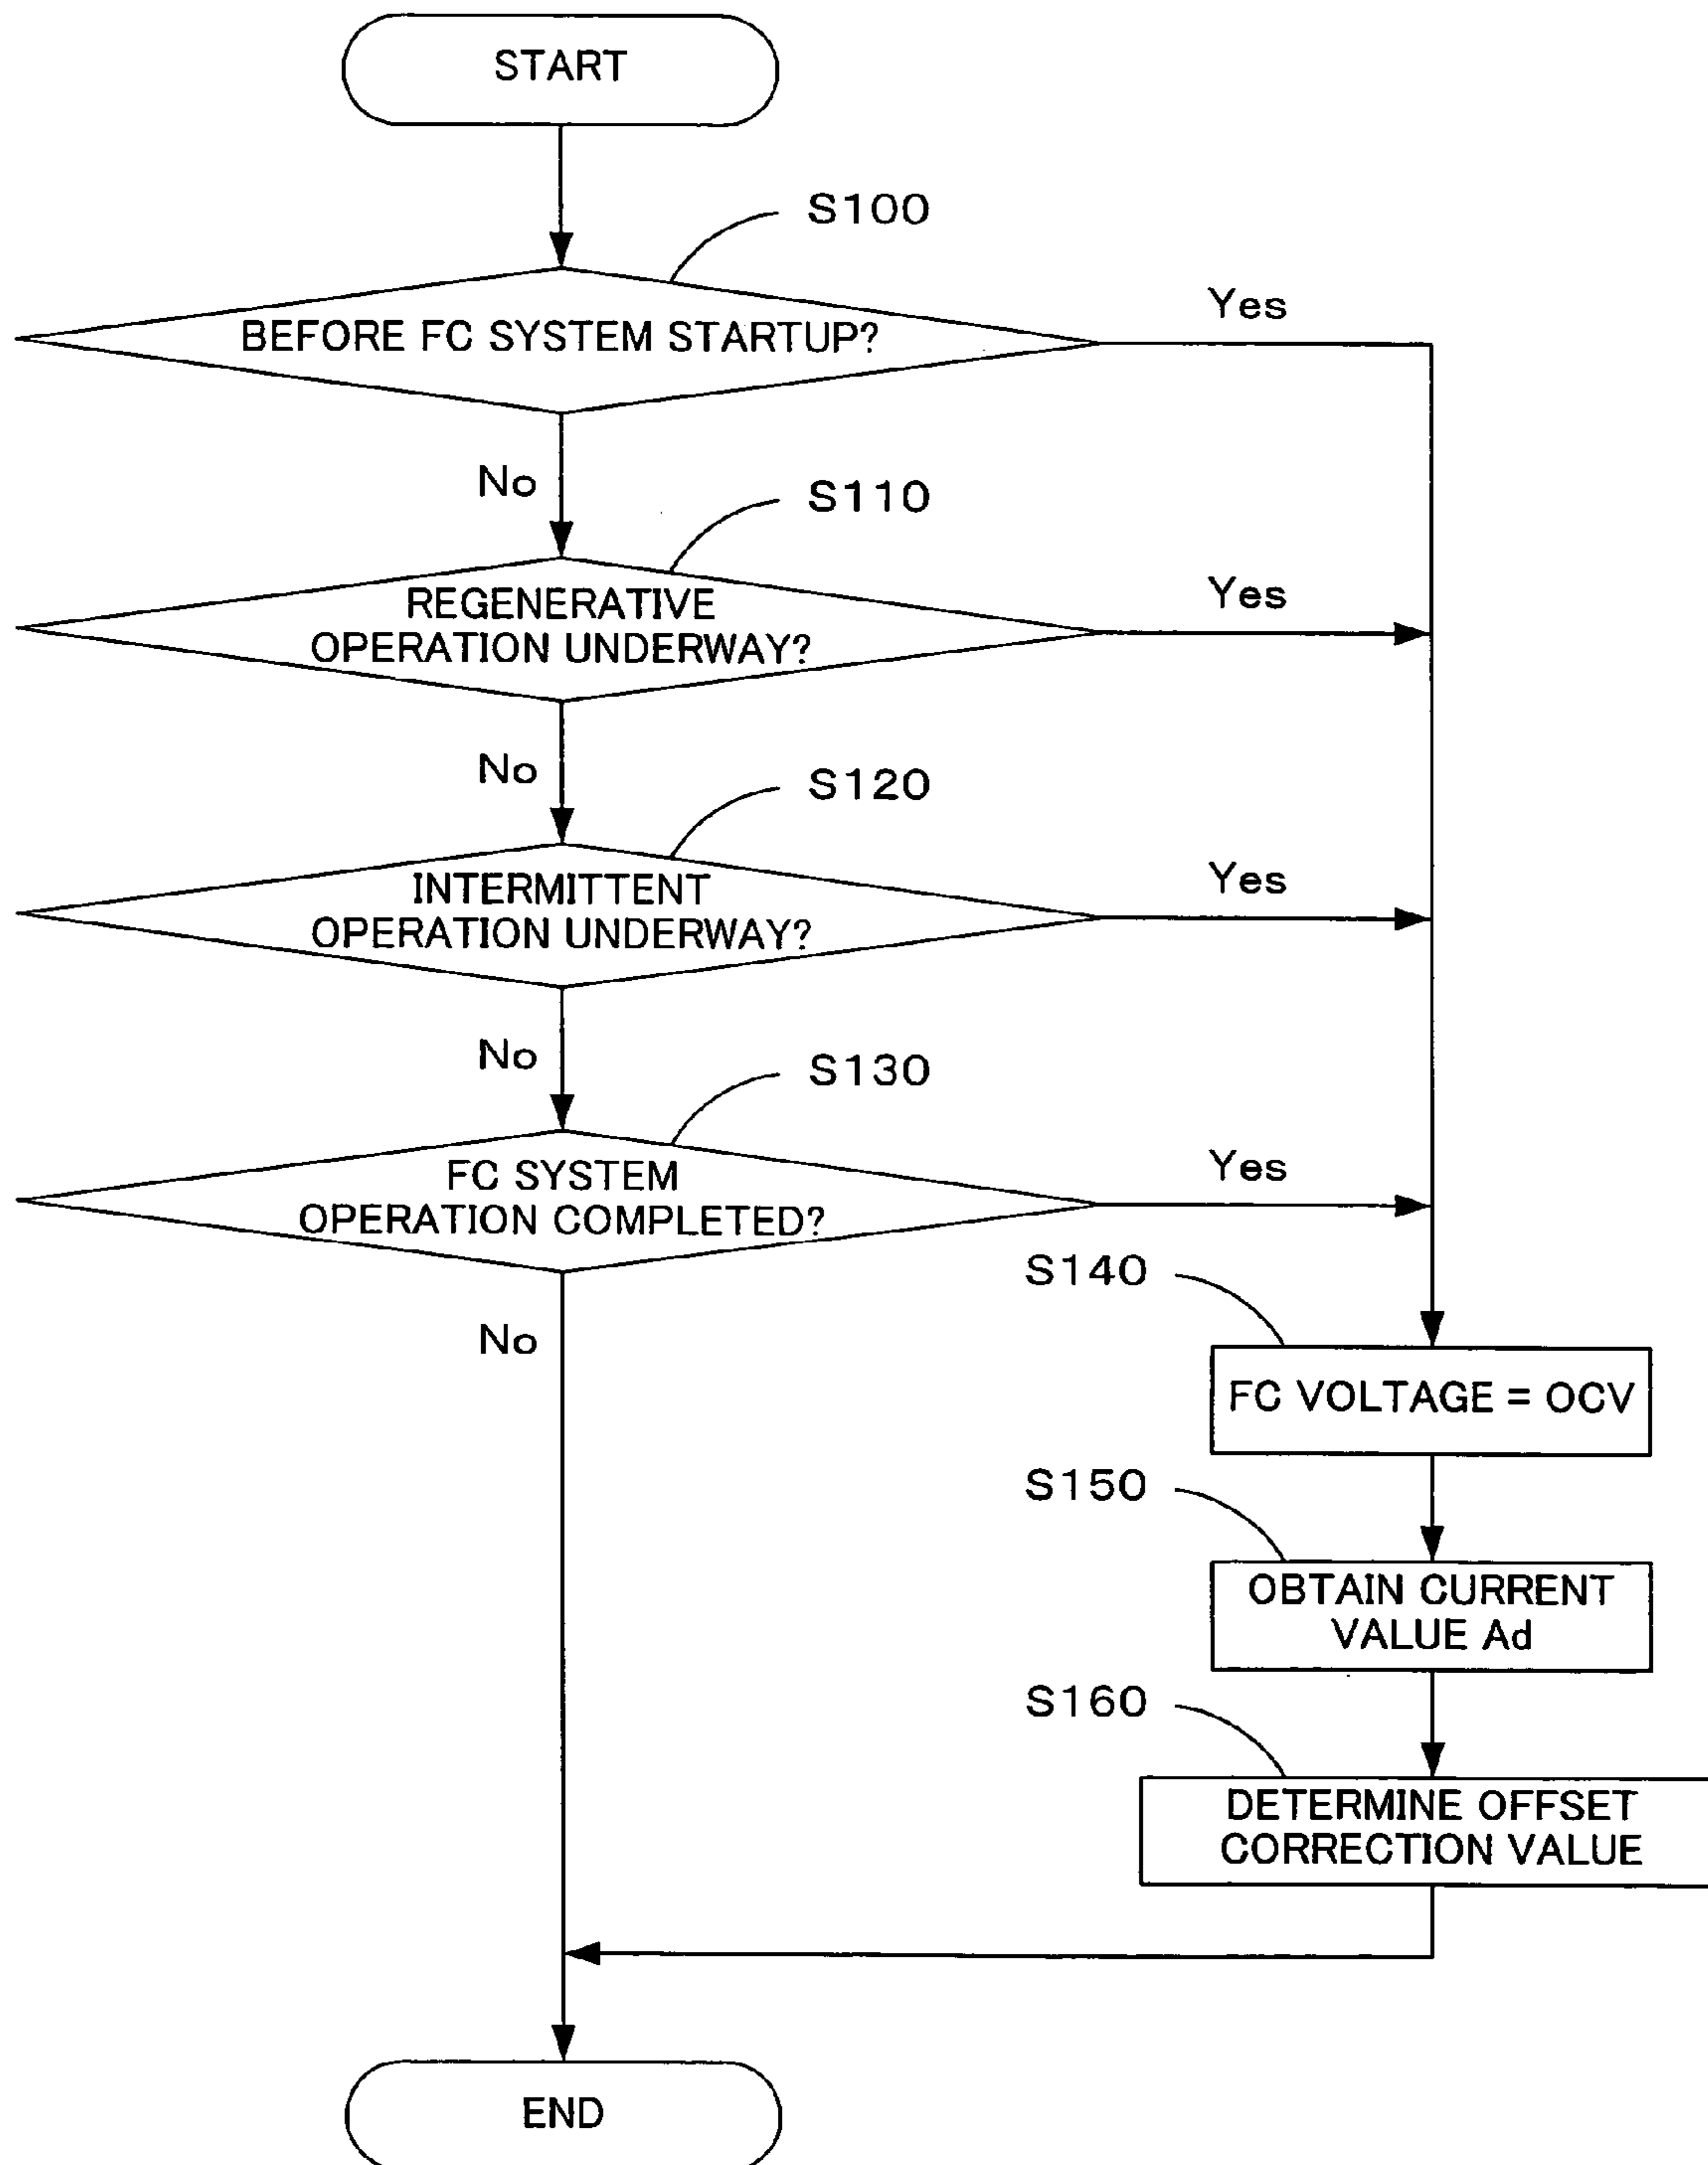 START
S100
BEFORE FC SYSTEM STARTUP?
Yes
No
S110
REGENERATIVE
OPERATION UNDERWAY?
Yes
No
S120
INTERMITTENT
OPERATION UNDERWAY?
Yes
No
S130
FC SYSTEM
OPERATION COMPLETED?
Yes
No
S140
FC VOLTAGE = OCV
S150
OBTAIN CURRENT
VALUE Ad
S160
DETERMINE OFFSET
CORRECTION VALUE
END